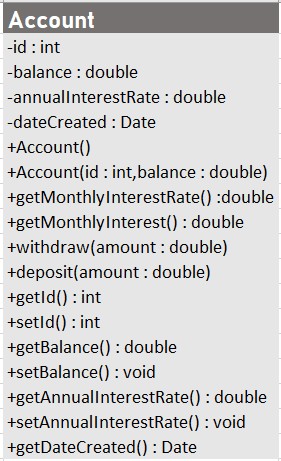 Account
-id : int
-balance : double
-annualInterestRate : double
-dateCreated : Date
+Account()
+Account(id : int,balance : double)
+getMonthlyInterestRate() :double
+getMonthlyInterest() : double
+withdraw(amount : double)
+deposit(amount : double)
+getId() : int
+setId() : int
+getBalance() : double
+setBalance() : void
+getAnnualInterestRate() : double
+setAnnualInterestRate() : void
+getDateCreated() : Date